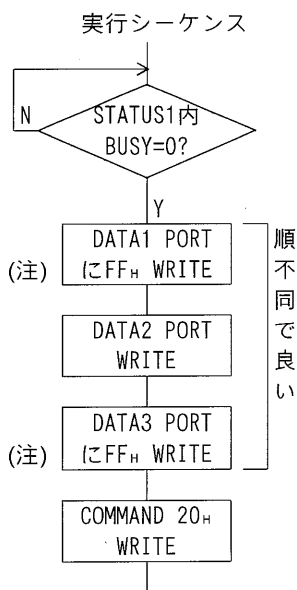 実行シーケンス
N
STATUS1内
BUSY=0?
Y
DATA1 PORT
にFFH WRITE
(注)
DATA2 PORT
WRITE
DATA3 PORT
にFFH WRITE
(注)
順不同で良い
COMMAND 20H
WRITE